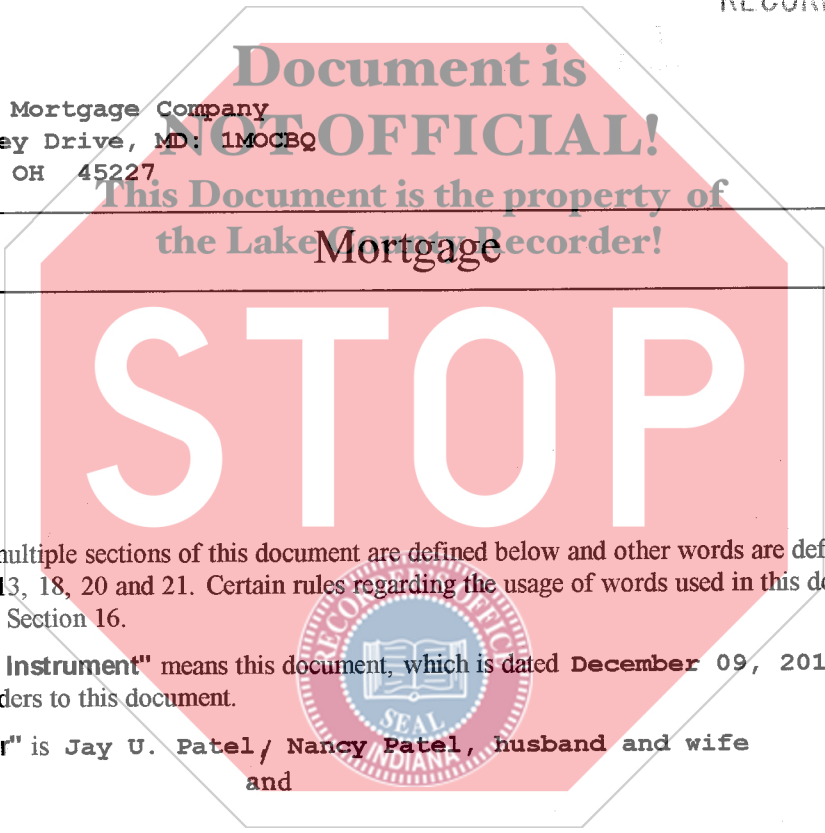 Document is
Mortgage Company
NOT OFFICIAL!
ey Drive, MD: 1MOCBQ
OH 45227
This Document is the property of
the Lake County Recorder!
Mortgage
STOP
multiple sections of this document are defined below and other words are def
13, 18, 20 and 21. Certain rules regarding the usage of words used in this do
Section 16.
Instrument" means this document, which is dated December 09, 201
ders to this document.
r" is Jay U. Patel, Nancy Patel, husband and wife
and
RECORDER'S OFFICE
SEAL
INDIANA